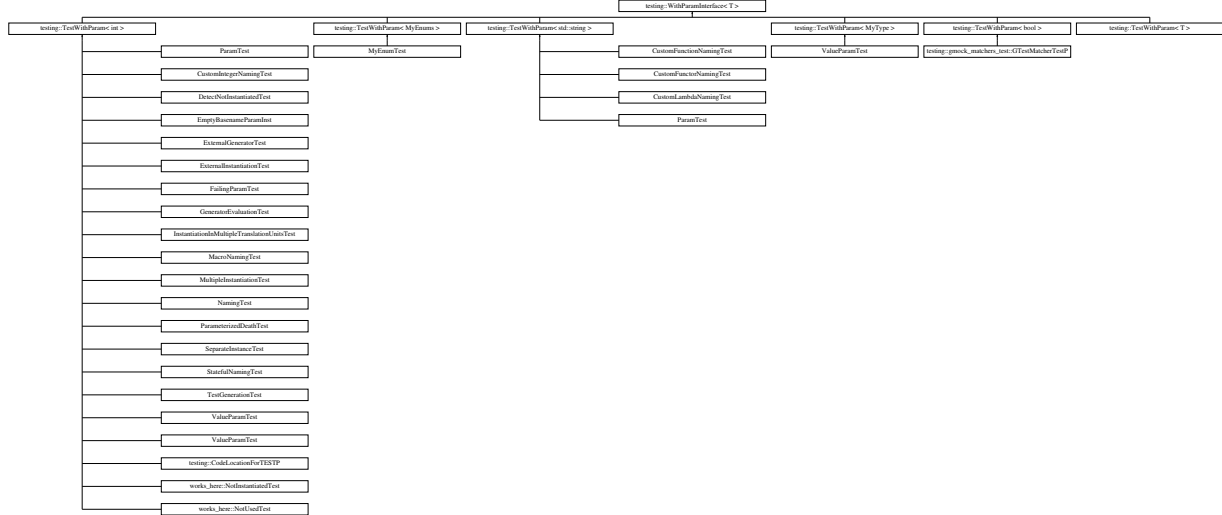 testing::WithParamInterface< T >
testing::TestWithParam< int >
testing::TestWithParam< MyEnums >
testing::TestWithParam< std::string >
testing::TestWithParam< MyType >
testing::TestWithParam< bool >
testing::TestWithParam< T >
ParamTest
MyEnumTest
CustomFunctionNamingTest
ValueParamTest
testing::gmock_matchers_test::GTestMatcherTestP
CustomIntegerNamingTest
CustomFunctorNamingTest
DetectNotInstantiatedTest
CustomLambdaNamingTest
EmptyBasenameParamInst
ParamTest
ExternalGeneratorTest
ExternalInstantiationTest
FailingParamTest
GeneratorEvaluationTest
InstantiationInMultipleTranslationUnitsTest
MacroNamingTest
MultipleInstantiationTest
NamingTest
ParameterizedDeathTest
SeparateInstanceTest
StatefulNamingTest
TestGenerationTest
ValueParamTest
ValueParamTest
testing::CodeLocationForTESTP
works_here::NotInstantiatedTest
works_here::NotUsedTest